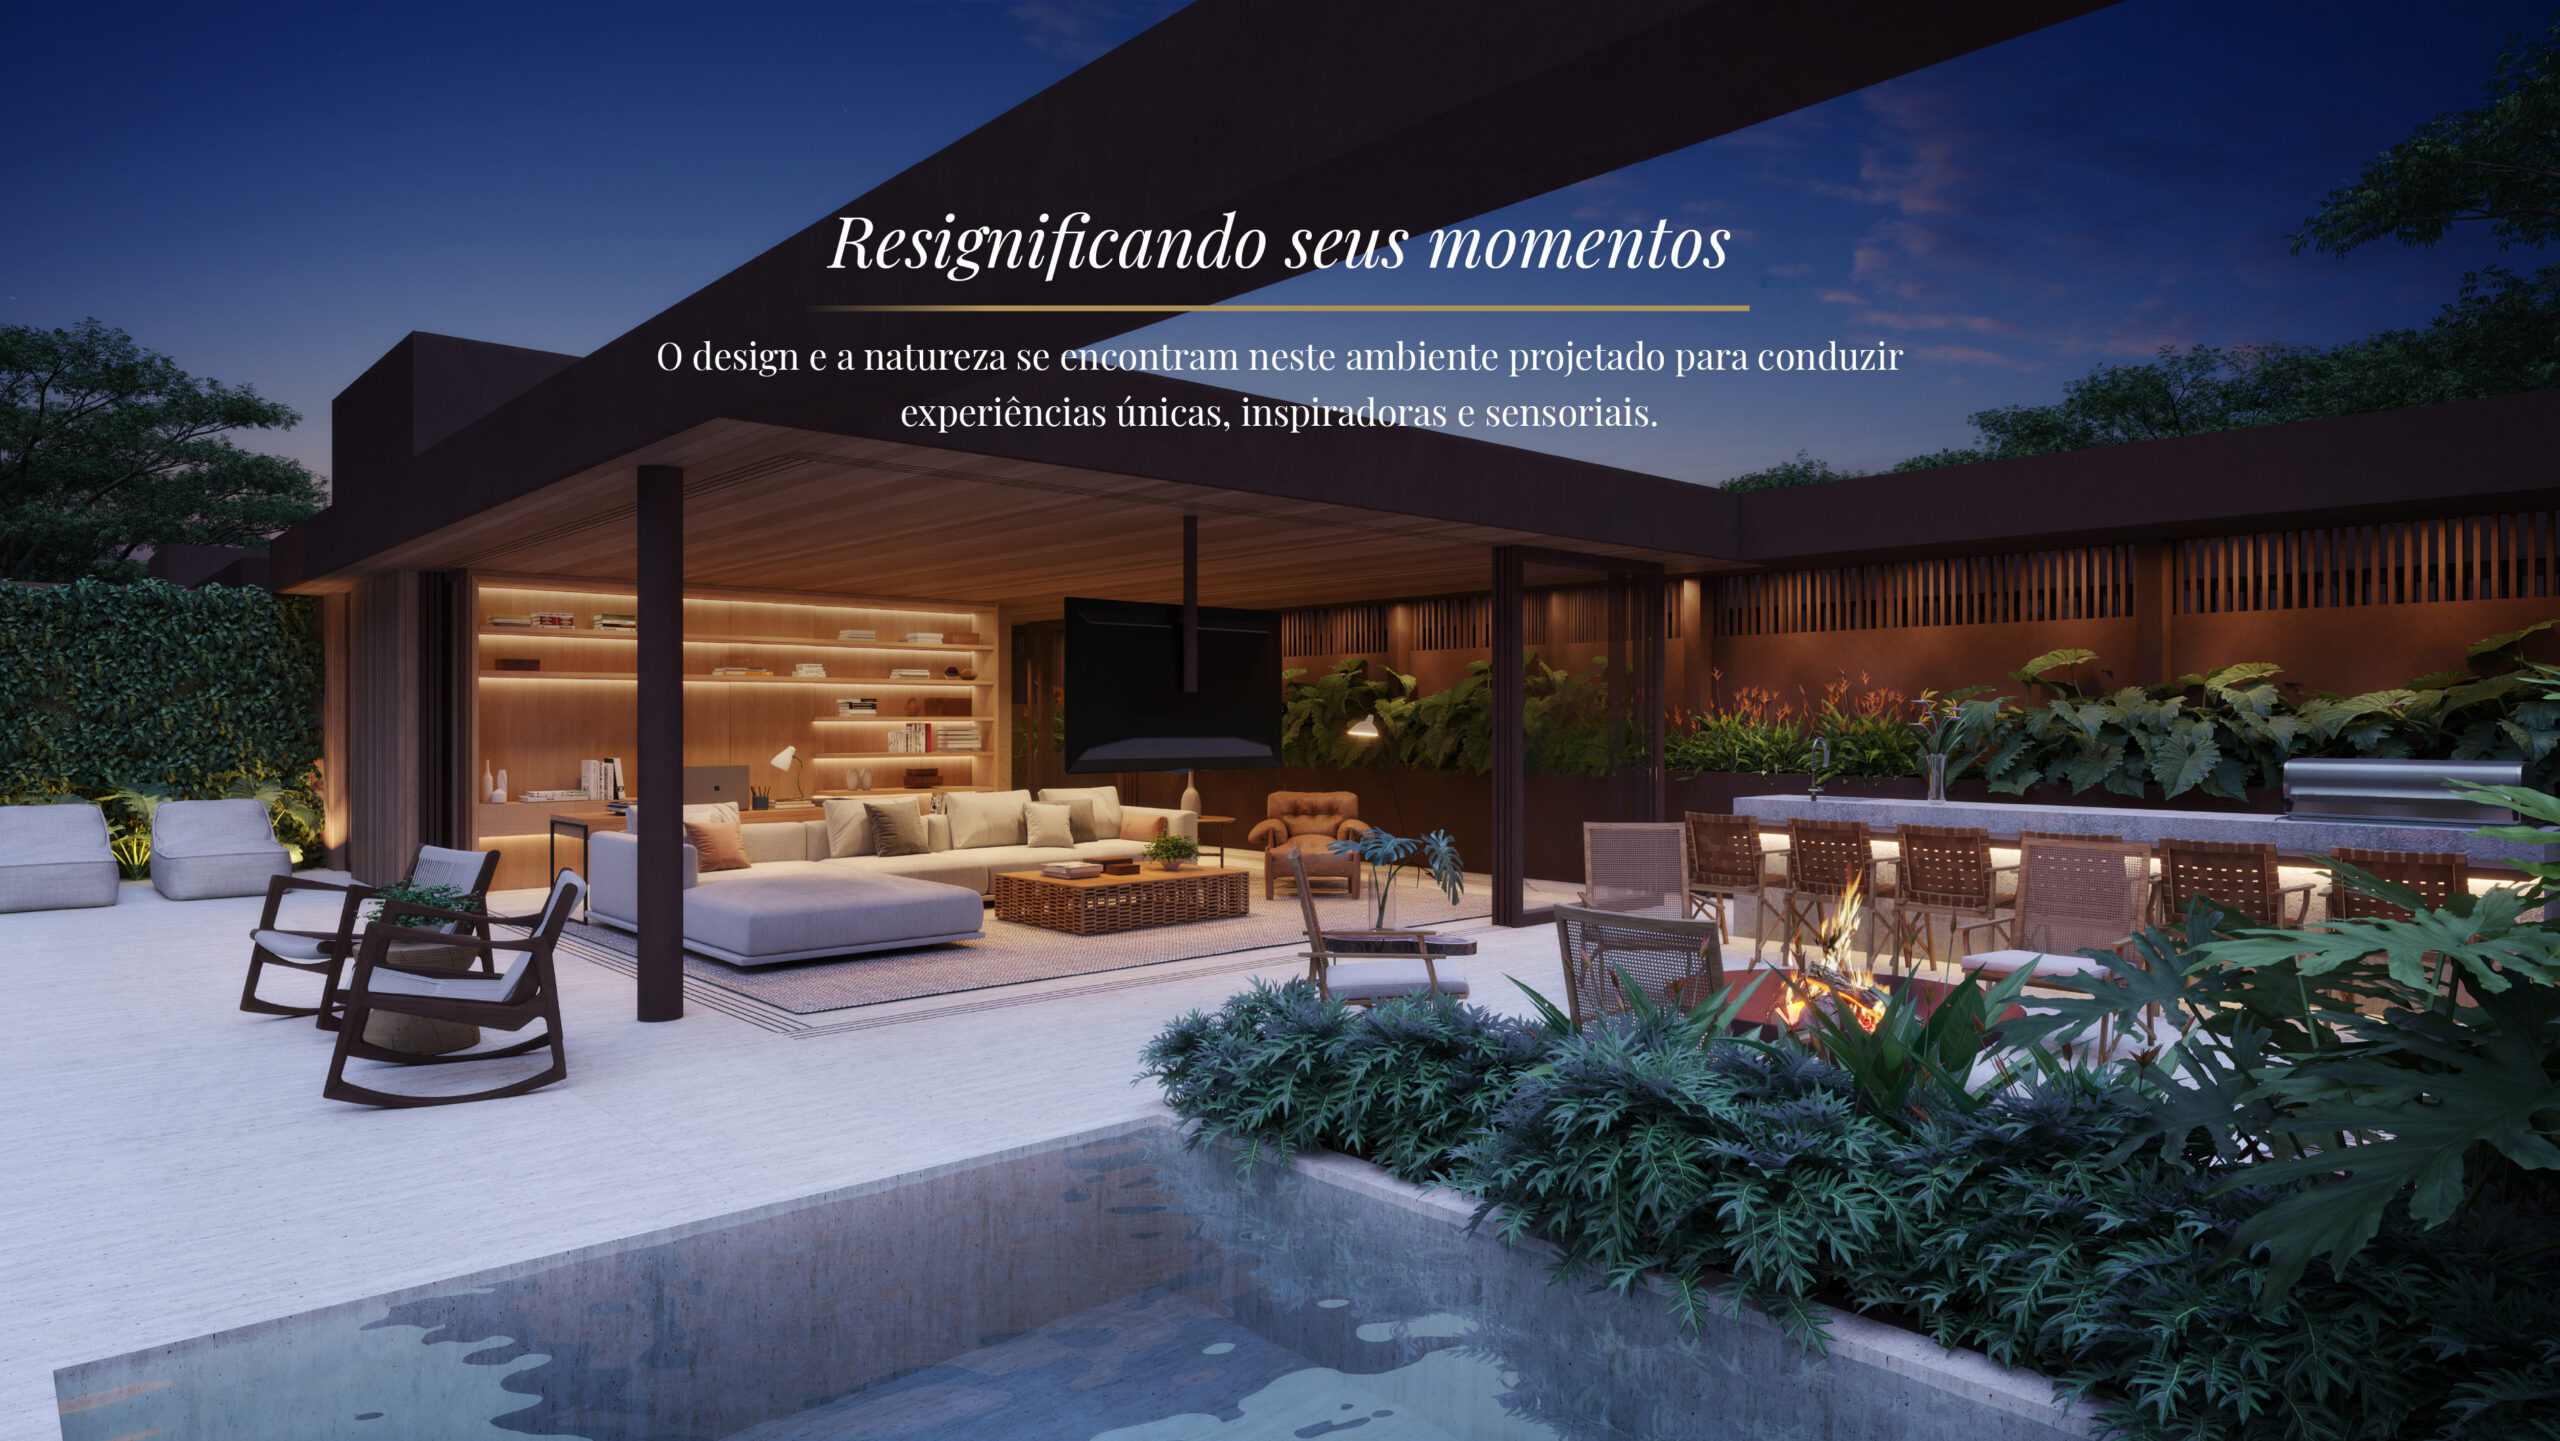 Resignificando seus momentos
O design e a natureza se encontram neste ambiente projetado para conduzir
experiências únicas, inspiradoras e sensoriais.